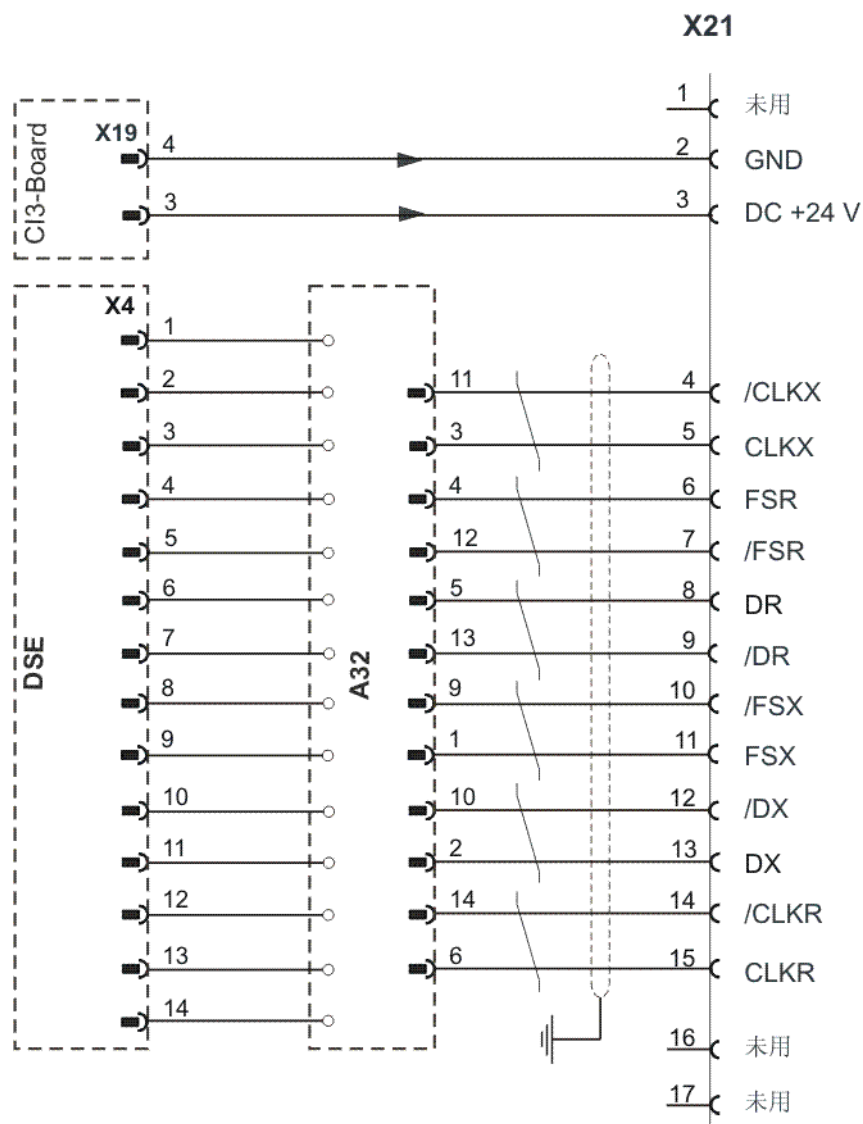 X21
1 未用
CI3-Board X19
4 2 GND
3 3 DC +24 V
DSE X4 A32
1
2 11 4 /CLKX
3 3 5 CLKX
4 4 6 FSR
5 12 7 /FSR
6 5 8 DR
7 13 9 /DR
8 9 10 /FSX
9 1 11 FSX
10 10 12 /DX
11 2 13 DX
12 14 14 /CLKR
13 6 15 CLKR
14
16 未用
17 未用